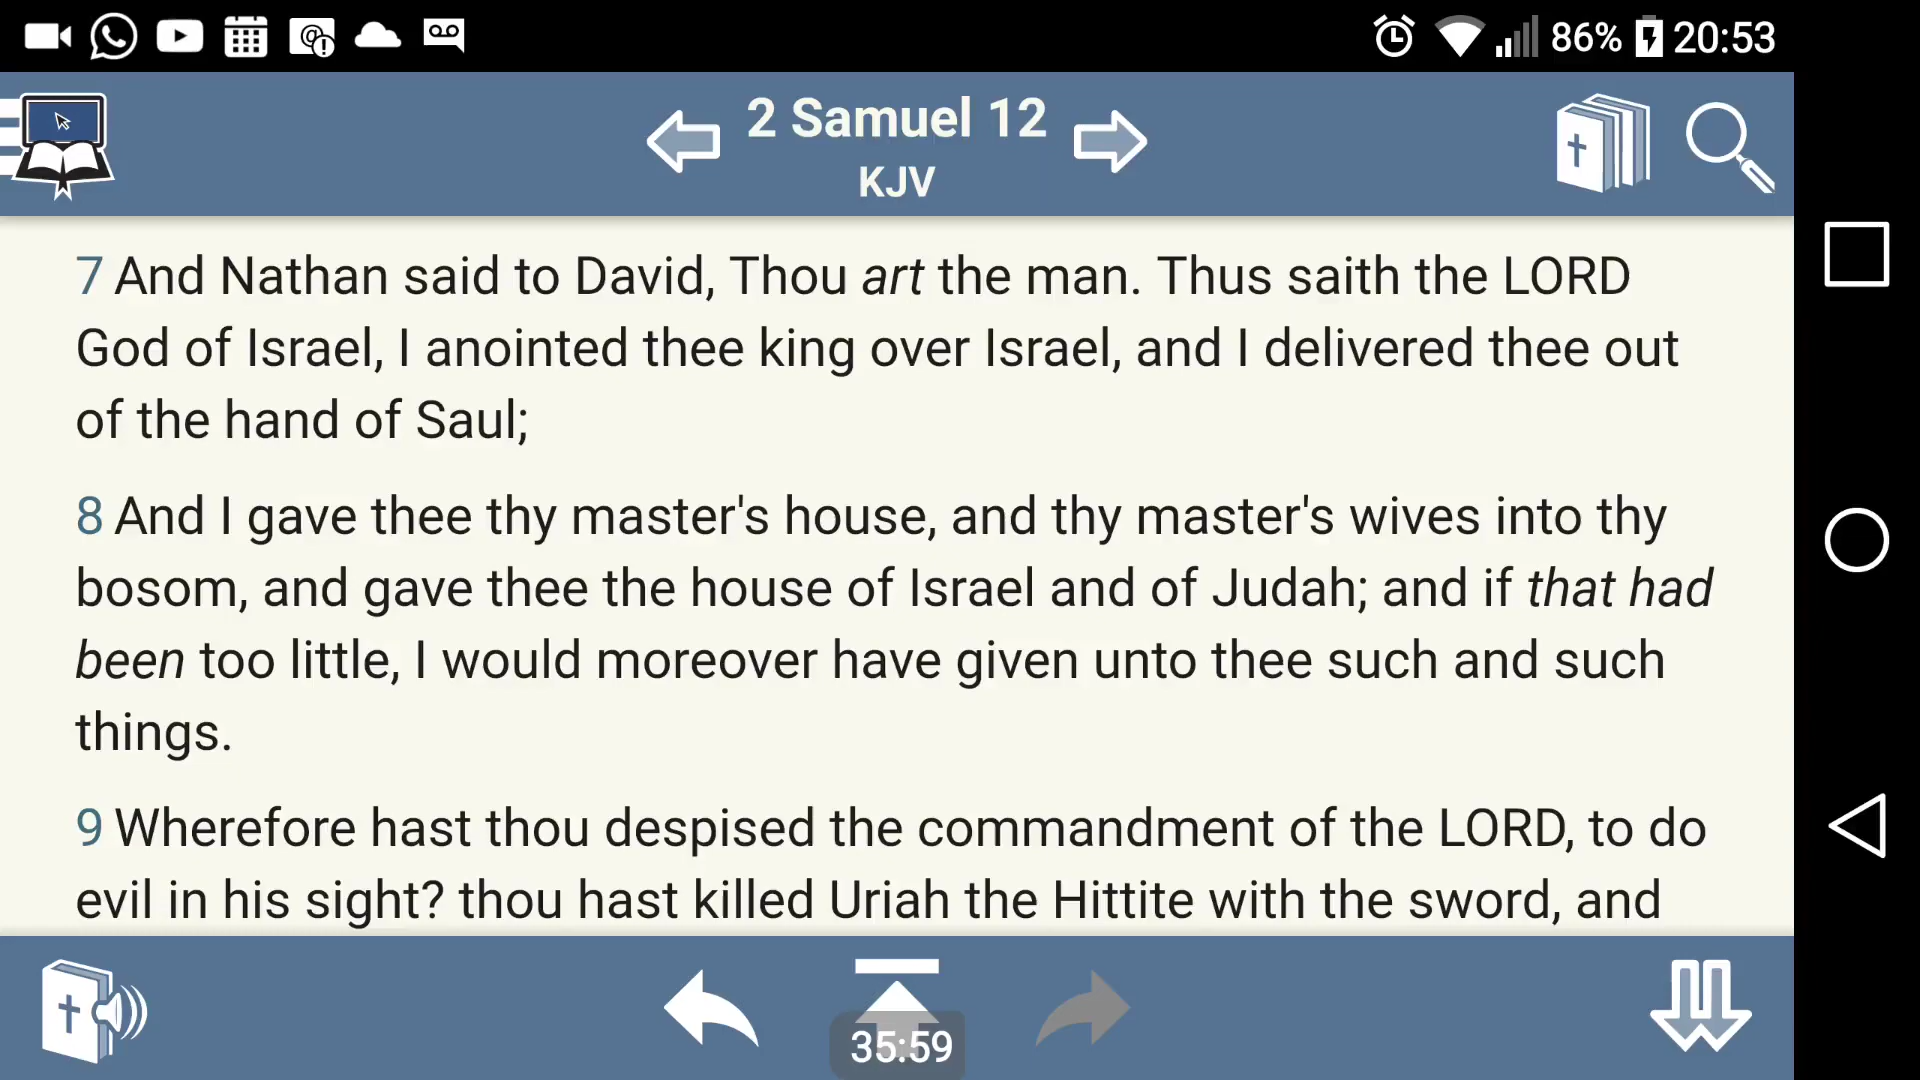 86% 20:53
2 Samuel 12
KJV
7 And Nathan said to David, Thou art the man. Thus saith the LORD
God of Israel, I anointed thee king over Israel, and I delivered thee out
of the hand of Saul;
8 And I gave thee thy master's house, and thy master's wives into thy
bosom, and gave thee the house of Israel and of Judah; and if that had
been too little, I would moreover have given unto thee such and such
things.
9 Wherefore hast thou despised the commandment of the LORD, to do
evil in his sight? thou hast killed Uriah the Hittite with the sword, and
35:59